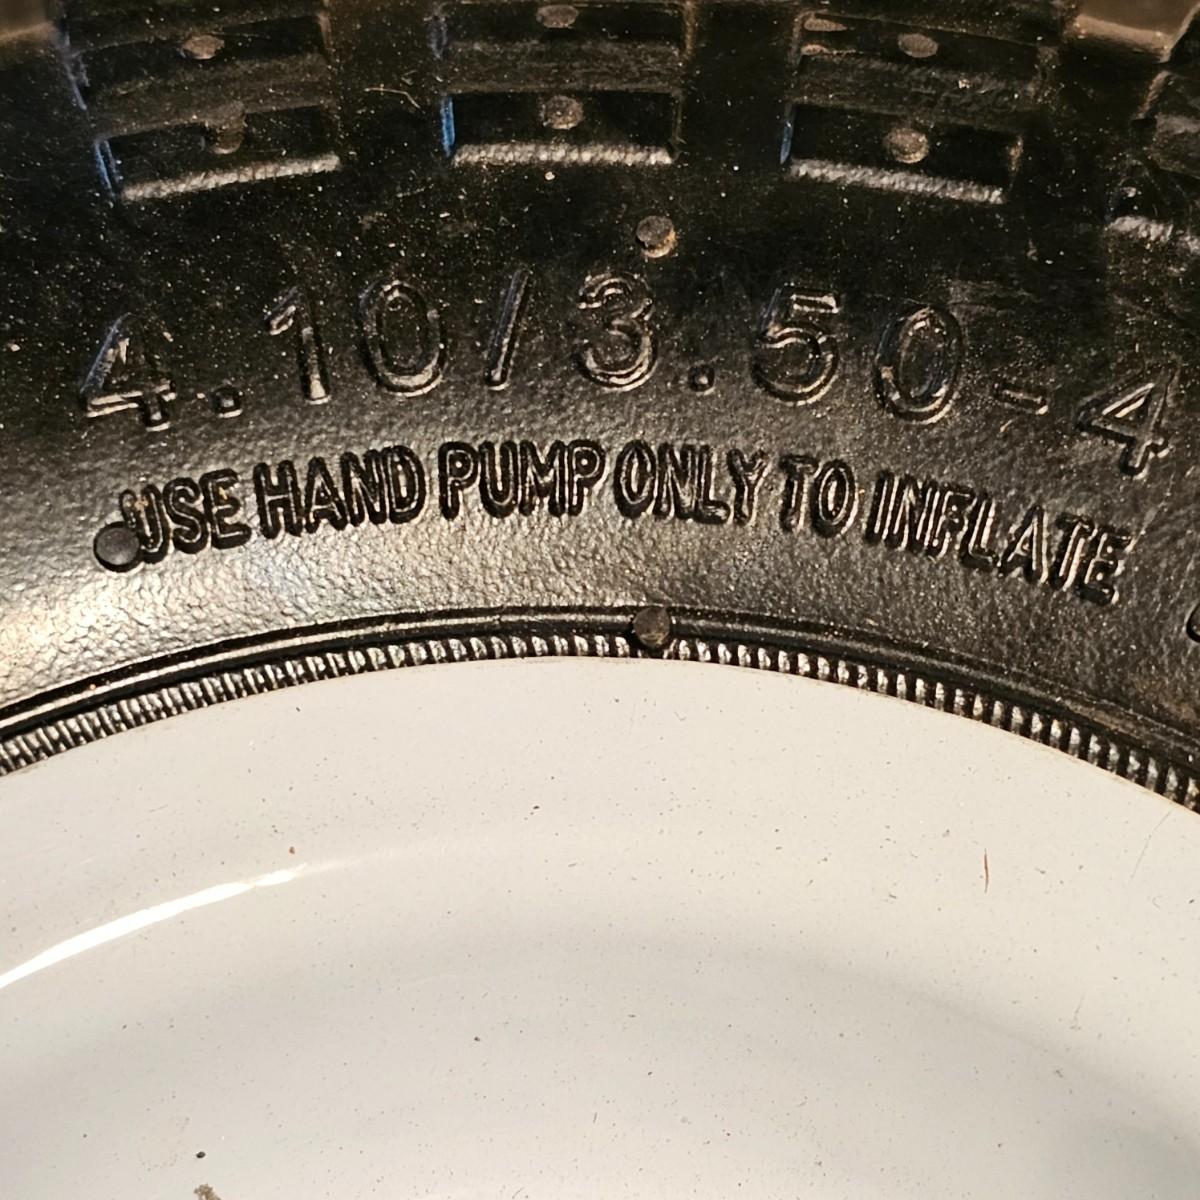 4.10/3.50-4
USE HAND PUMP ONLY TO INFLATE